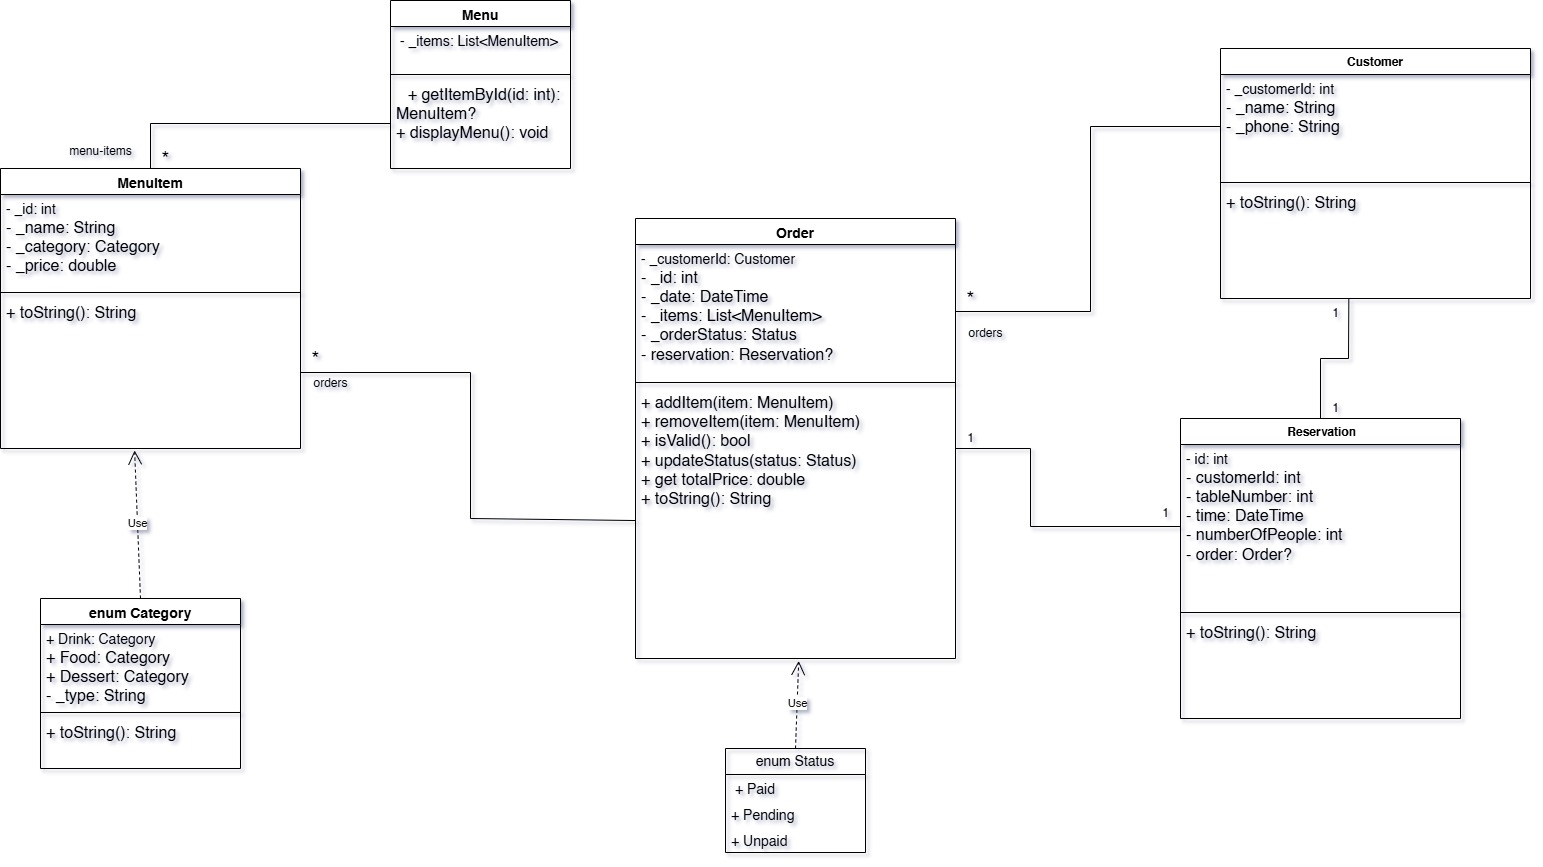 Menu
- _items: List<MenuItem>
+ getItemById(id: int):
MenuItem?
+ displayMenu(): void
menu-items
*
MenuItem
- _id: int
- _name: String
- _category: Category
- _price: double
+ toString(): String
*
orders
Use
enum Category
+ Drink: Category
+ Food: Category
+ Dessert: Category
- _type: String
+ toString(): String
Order
- _customerId: Customer
- _id: int
- _date: DateTime
- _items: List<MenuItem>
- _orderStatus: Status
- reservation: Reservation?
+ addItem(item: MenuItem)
+ removeItem(item: MenuItem)
+ isValid(): bool
+ updateStatus(status: Status)
+ get totalPrice: double
+ toString(): String
*
orders
1
1
Use
enum Status
+ Paid
+ Pending
+ Unpaid
Customer
- _customerId: int
- _name: String
- _phone: String
+ toString(): String
1
1
Reservation
- id: int
- customerId: int
- tableNumber: int
- time: DateTime
- numberOfPeople: int
- order: Order?
+ toString(): String